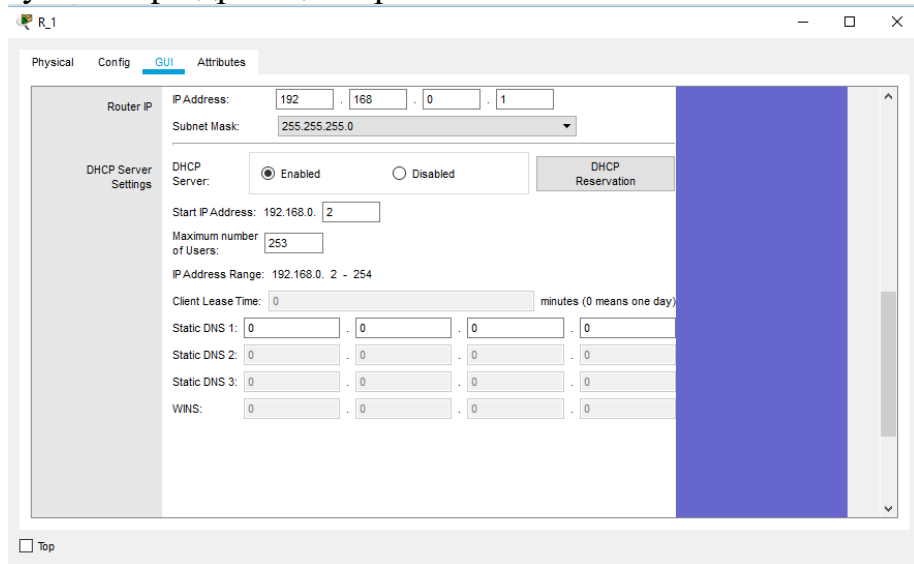 R_1
Physical Config GUI Attributes
Router IP
IP Address: 192 . 168 . 0 . 1
Subnet Mask: 255.255.255.0
DHCP Server Settings
DHCP Server: Enabled Disabled DHCP Reservation
Start IP Address: 192.168.0. 2
Maximum number of Users: 253
IP Address Range: 192.168.0. 2 - 254
Client Lease Time: 0 minutes (0 means one day)
Static DNS 1: 0 . 0 . 0 . 0
Static DNS 2: 0 . 0 . 0 . 0
Static DNS 3: 0 . 0 . 0 . 0
WINS: 0 . 0 . 0 . 0
Top